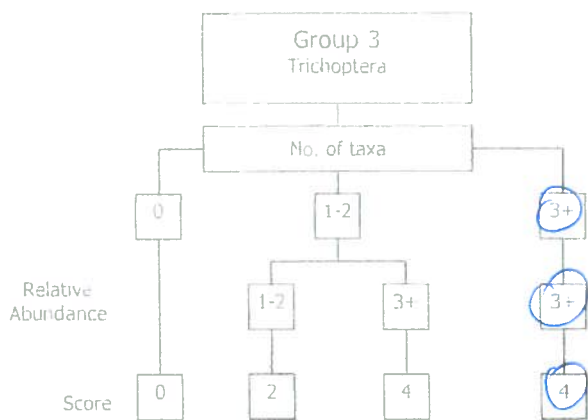 Group 3
Trichoptera
No. of taxa
0 1-2 3+
Relative
Abundance
1-2 3+ 3+
Score 0 2 4 4